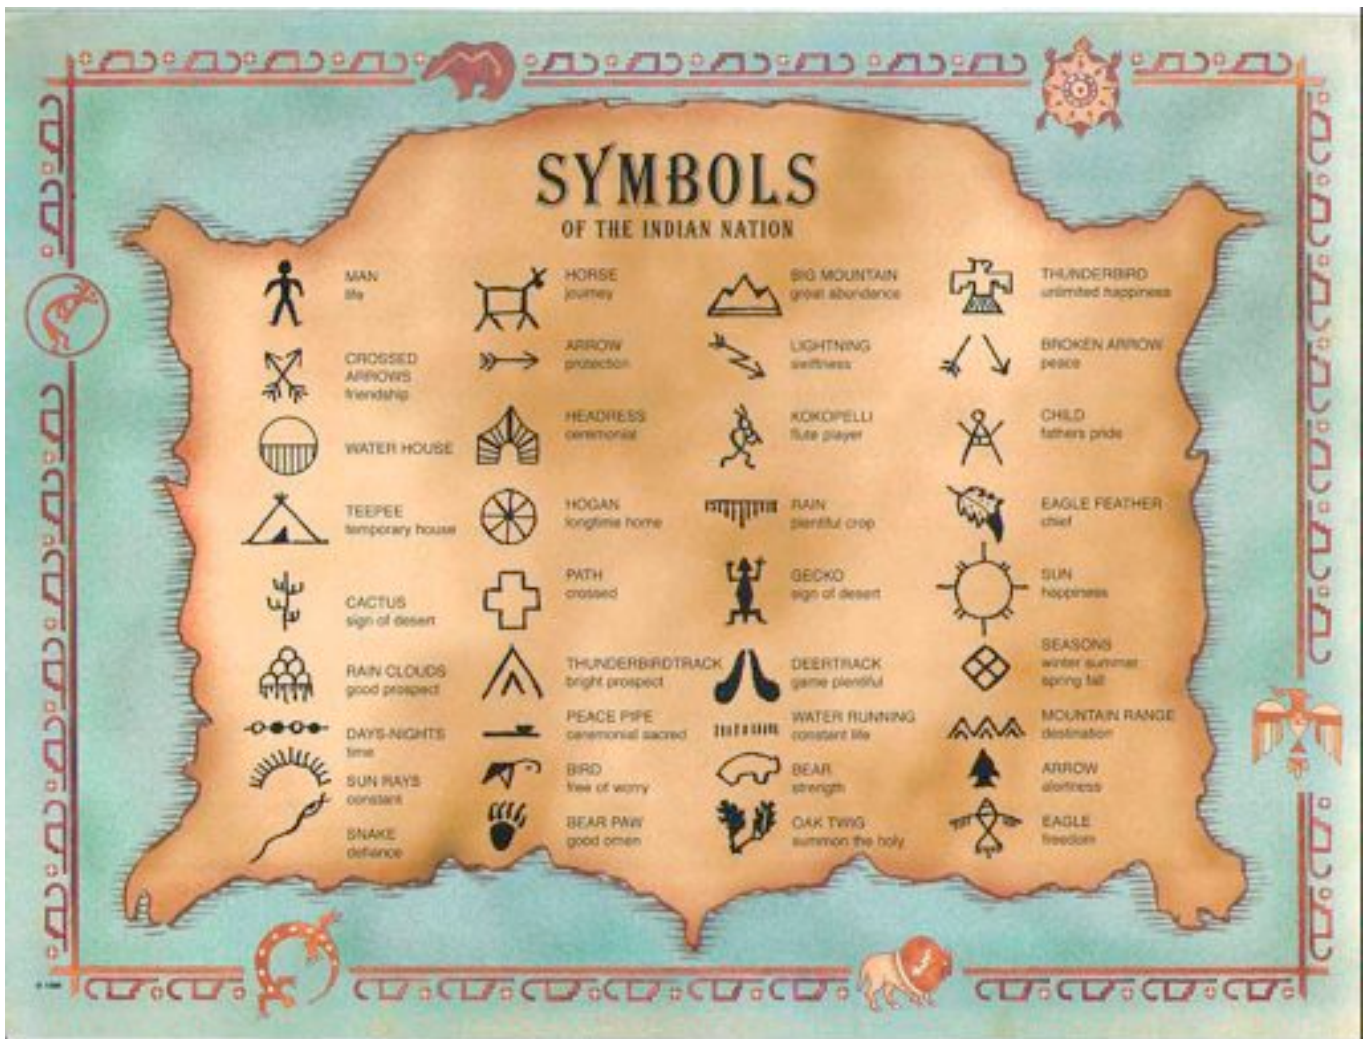 SYMBOLS
OF THE INDIAN NATION
MAN
life
CROSSED
ARROWS
friendship
WATER HOUSE
TEEPEE
temporary house
CACTUS
sign of desert
RAIN CLOUDS
good prospect
DAYS-NIGHTS
time
SUN RAYS
constant
SNAKE
defiance
HORSE
journey
ARROW
protection
HEADRESS
ceremonial
HOGAN
longtime home
PATH
crossed
THUNDERBIRDTRACK
bright prospect
PEACE PIPE
ceremonial sacred
BIRD
free of worry
BEAR PAW
good omen
BIG MOUNTAIN
great abundance
LIGHTNING
swiftness
KOKOPELLI
flute player
RAIN
plentiful crop
GECKO
sign of desert
DEERTRACK
game plentiful
WATER RUNNING
constant life
BEAR
strength
OAK TWIG
summon the holy
THUNDERBIRD
unlimited happiness
BROKEN ARROW
peace
CHILD
fathers pride
EAGLE FEATHER
chief
SUN
happiness
SEASONS
winter summer
spring fall
MOUNTAIN RANGE
destination
ARROW
alertness
EAGLE
freedom